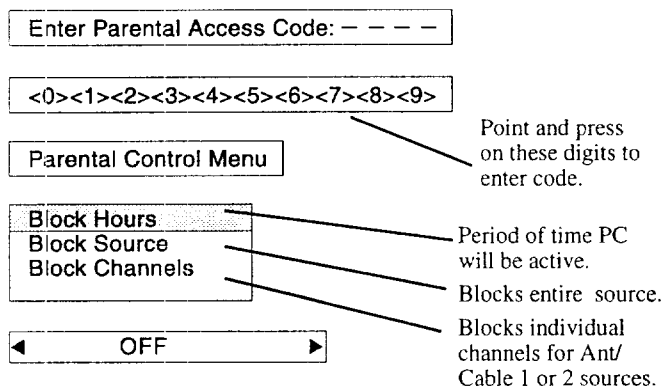 Enter Parental Access Code: – – – –
<0><1><2><3><4><5><6><7><8><9>
Point and press
on these digits to
enter code.
Parental Control Menu
Block Hours
Block Source
Block Channels
Period of time PC
will be active.
Blocks entire source.
Blocks individual
channels for Ant/
Cable 1 or 2 sources.
◀ OFF ▶